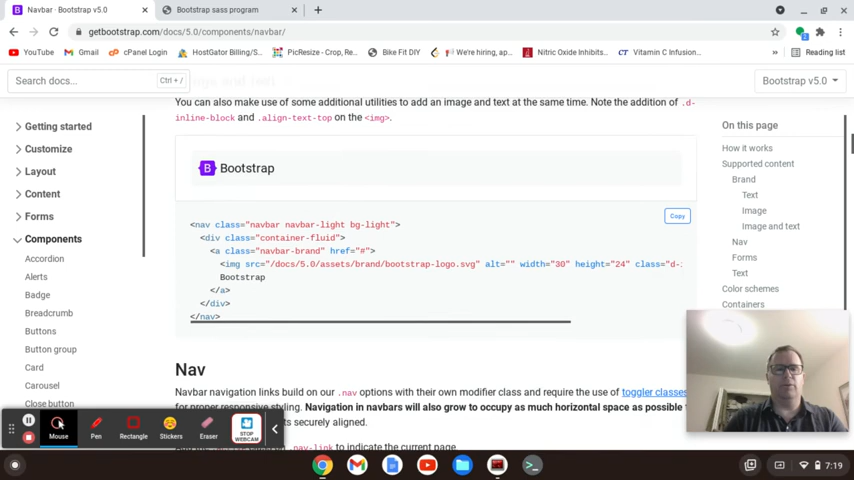 Navbar · Bootstrap v5.0
Bootstrap sass program
getbootstrap.com/docs/5.0/components/navbar/
YouTube
Gmail
cPanel Login
HostGator Billing/S...
PicResize - Crop, Re...
Bike Fit DIY
We're hiring, ap...
Nitric Oxide Inhibits...
CT Vitamin C Infusion...
»
Reading list
Search docs...
Ctrl + /
Bootstrap v5.0
Getting started
Customize
Layout
Content
Forms
Components
Accordion
Alerts
Badge
Breadcrumb
Buttons
Button group
Card
Carousel
Close button
You can also make use of some additional utilities to add an image and text at the same time. Note the addition of .d-
inline-block and .align-text-top on the <img>.
B Bootstrap
Copy
<nav class="navbar navbar-light bg-light">
<div class="container-fluid">
<a class="navbar-brand" href="#">
<img src="/docs/5.0/assets/brand/bootstrap-logo.svg" alt="" width="30" height="24" class="d-i
Bootstrap
</a>
</div>
</nav>
Nav
Navbar navigation links build on our .nav options with their own modifier class and require the use of toggler classes
for proper responsive styling. Navigation in navbars will also grow to occupy as much horizontal space as possible t
ts securely aligned.
.nav-link to indicate the current page.
On this page
How it works
Supported content
Brand
Text
Image
Image and text
Nav
Forms
Text
Color schemes
Containers
Mouse
Pen
Rectangle
Stickers
Eraser
STOP
WEBCAM
7:19